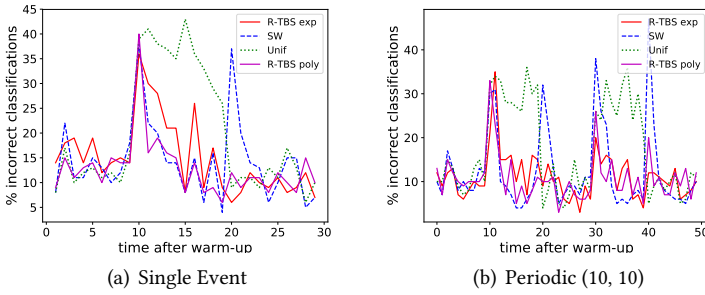 45
40
35
30
25
20
15
10
5
% incorrect classifications
R-TBS exp
SW
Unif
R-TBS poly
0 5 10 15 20 25 30
time after warm-up
(a) Single Event
40
30
20
10
% incorrect classifications
R-TBS exp
SW
Unif
R-TBS poly
0 10 20 30 40 50
time after warm-up
(b) Periodic (10, 10)